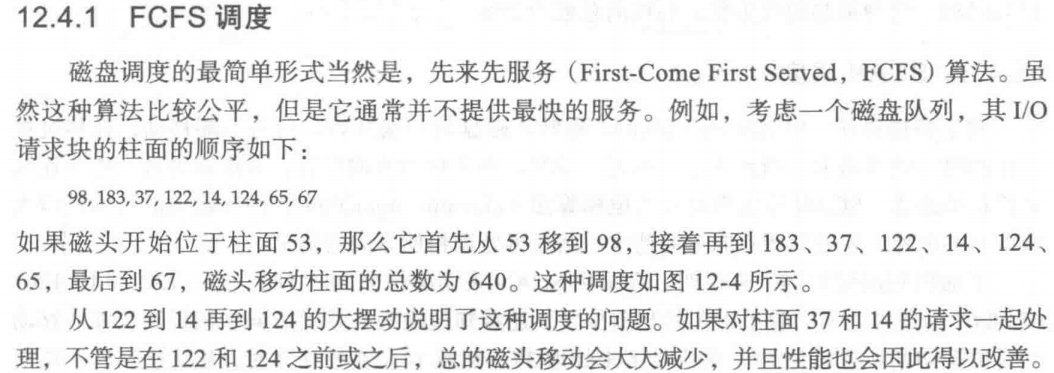 12.4.1 FCFS 调度
磁盘调度的最简单形式当然是，先来先服务（First-Come First Served，FCFS）算法。虽
然这种算法比较公平，但是它通常并不提供最快的服务。例如，考虑一个磁盘队列，其 I/O
请求块的柱面的顺序如下：
98, 183, 37, 122, 14, 124, 65, 67
如果磁头开始位于柱面 53，那么它首先从 53 移到 98，接着再到 183、37、122、14、124、
65，最后到 67，磁头移动柱面的总数为 640。这种调度如图 12-4 所示。
从 122 到 14 再到 124 的大摆动说明了这种调度的问题。如果对柱面 37 和 14 的请求一起处
理，不管是在 122 和 124 之前或之后，总的磁头移动会大大减少，并且性能也会因此得以改善。